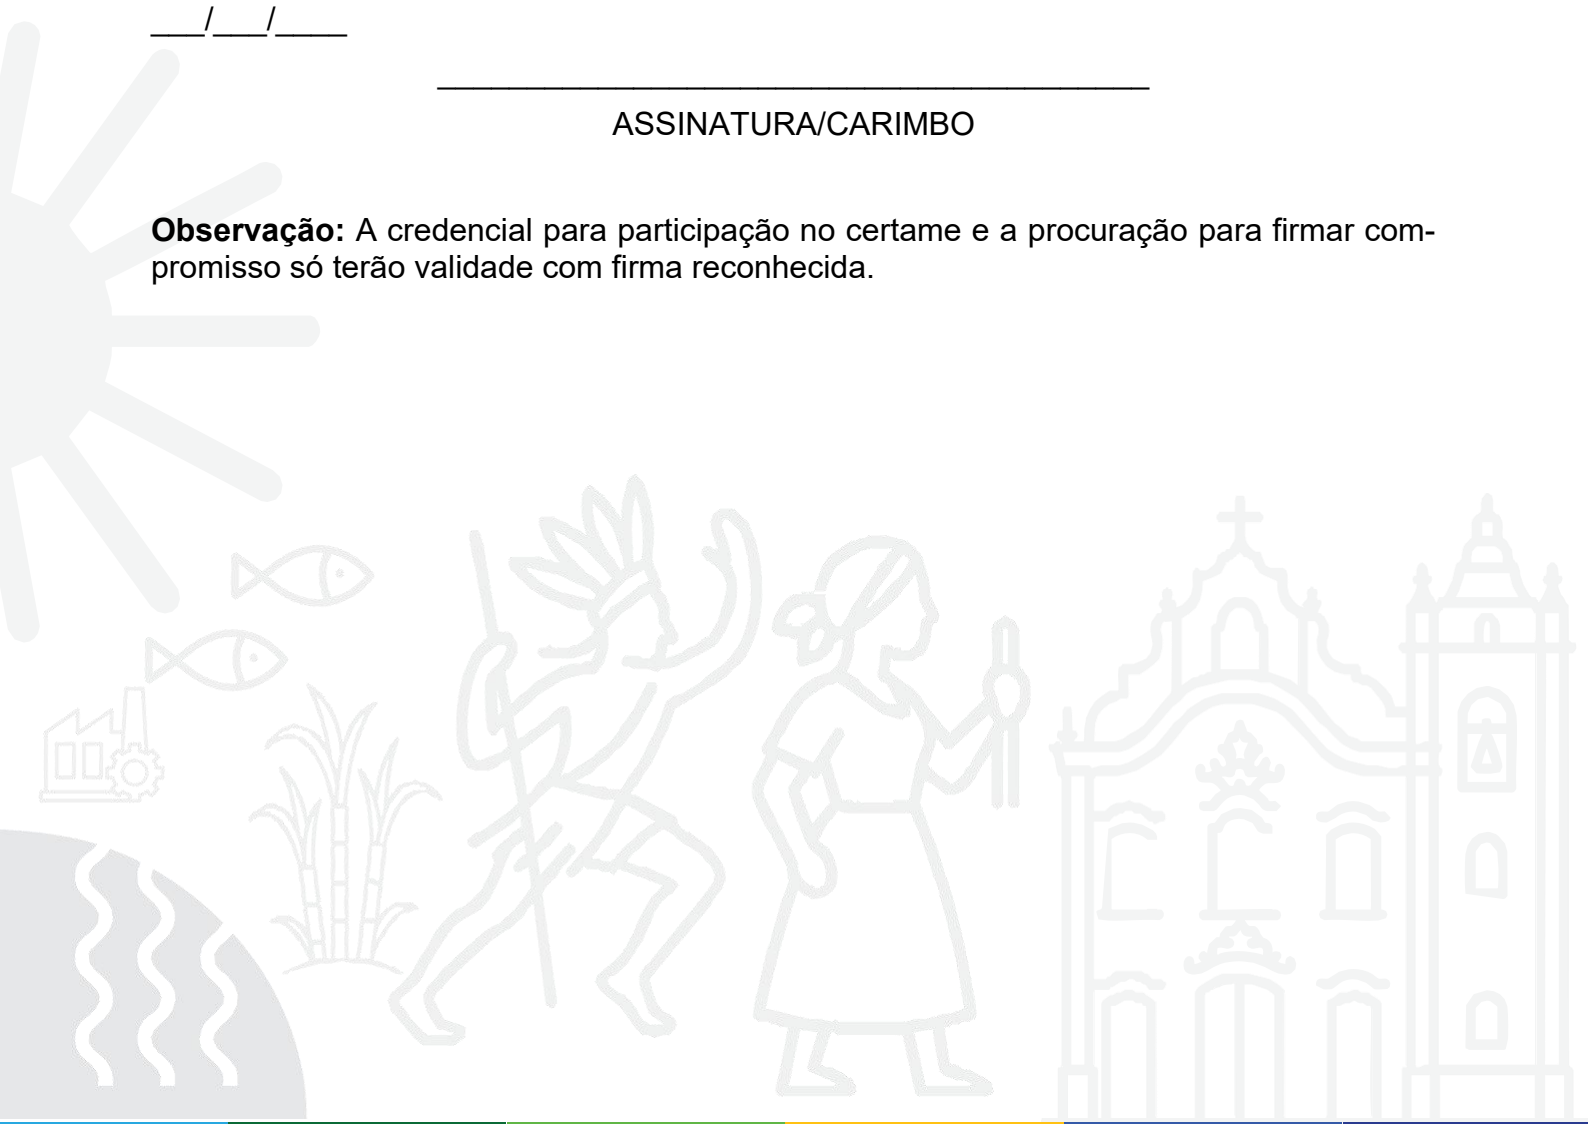 ___/___/____
________________________________________
ASSINATURA/CARIMBO
Observação: A credencial para participação no certame e a procuração para firmar com-
promisso só terão validade com firma reconhecida.